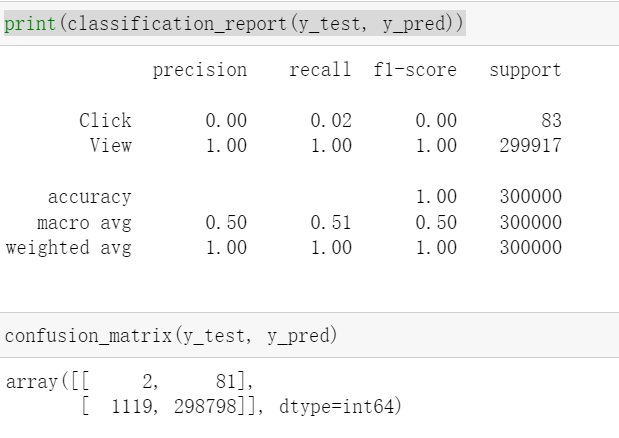 print(classification_report(y_test, y_pred))
precision recall f1-score support
Click 0.00 0.02 0.00 83
View 1.00 1.00 1.00 299917
accuracy 1.00 300000
macro avg 0.50 0.51 0.50 300000
weighted avg 1.00 1.00 1.00 300000
confusion_matrix(y_test, y_pred)
array([[ 2, 81],
[ 1119, 298798]], dtype=int64)